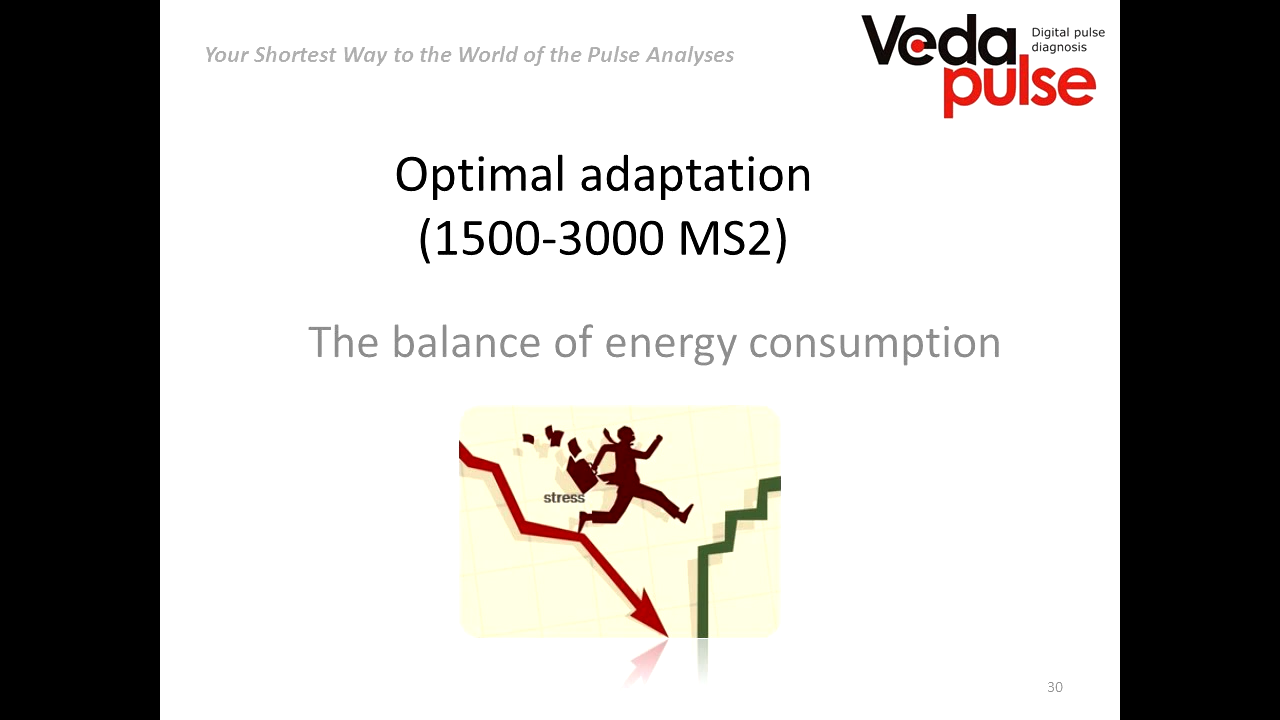 Your Shortest Way to the World of the Pulse Analyses
Veda
pulse
Digital pulse
diagnosis
Optimal adaptation
(1500-3000 MS2)
The balance of energy consumption
stress
30